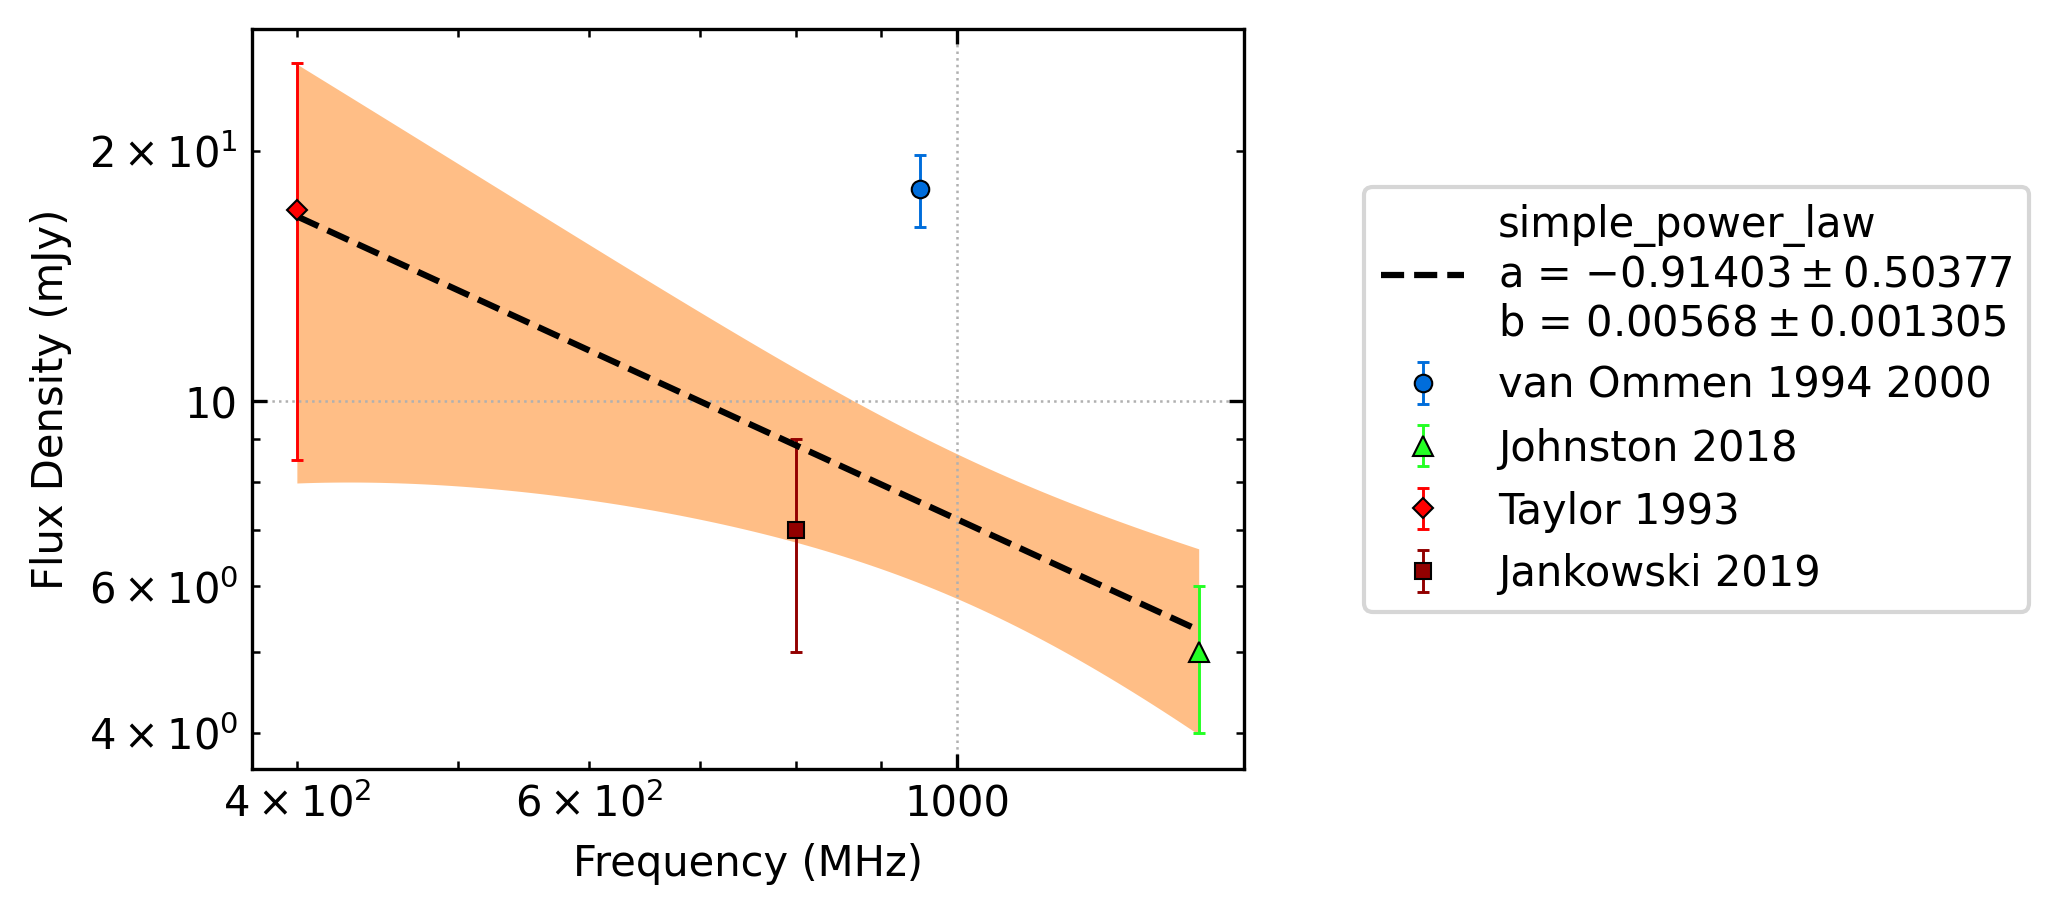 Flux Density (mJy)
2 × 10¹
10
6 × 10⁰
4 × 10⁰
4 × 10² 6 × 10² 1000
Frequency (MHz)
simple_power_law
a = −0.91403 ± 0.50377
b = 0.00568 ± 0.001305
van Ommen 1994 2000
Johnston 2018
Taylor 1993
Jankowski 2019